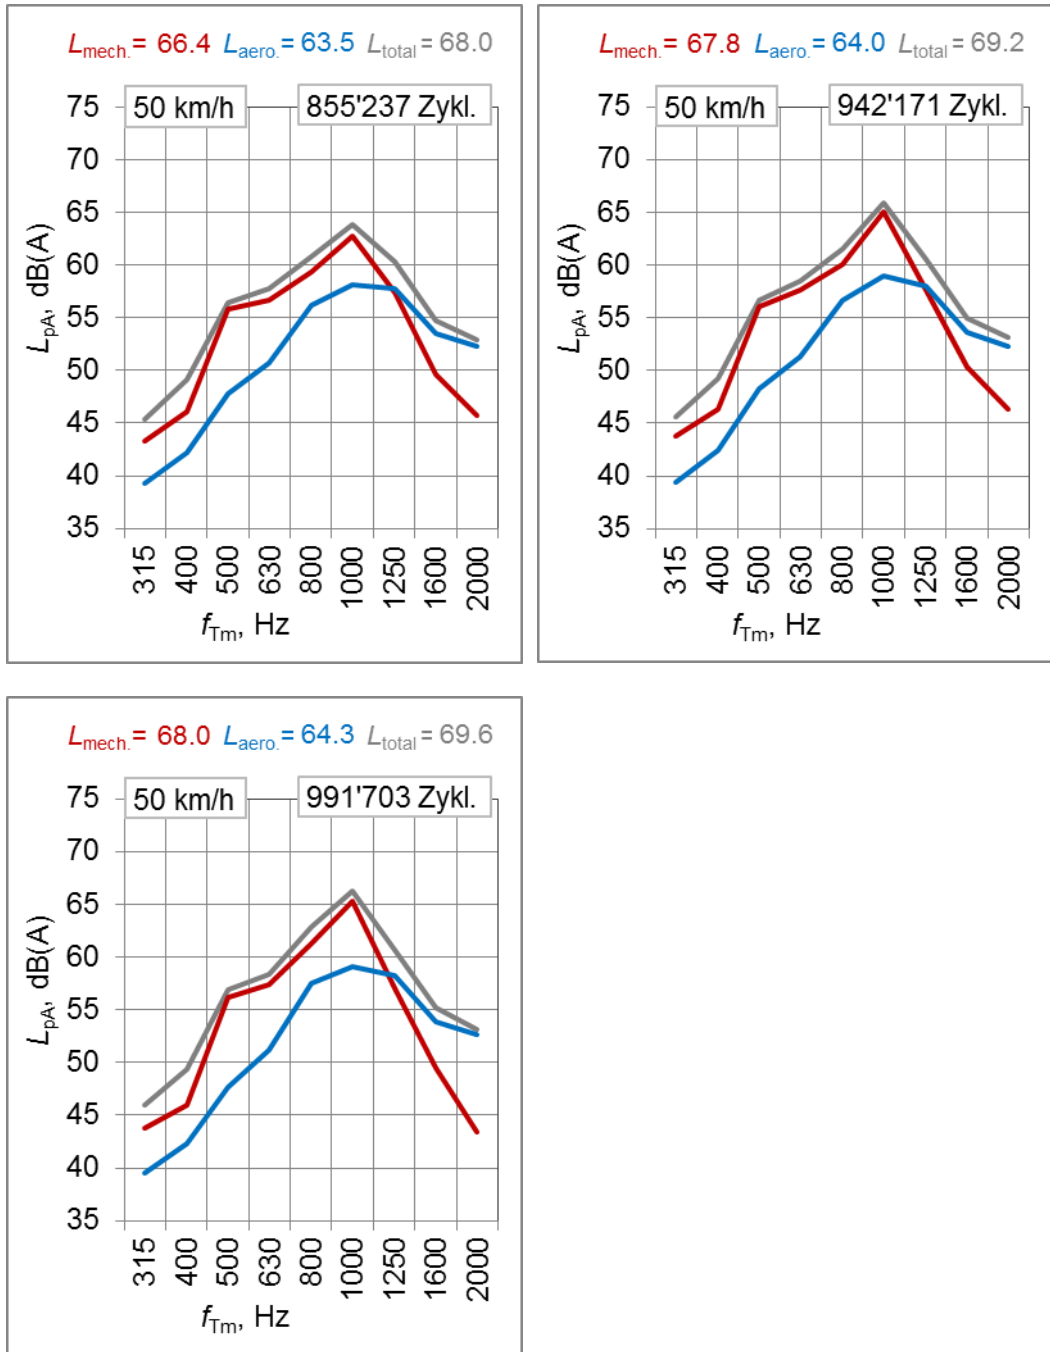 Lmech.= 66.4 Laero.= 63.5 Ltotal = 68.0
50 km/h 855'237 Zykl.
75
70
65
60
55
50
45
40
35
LpA, dB(A)
315 400 500 630 800 1000 1250 1600 2000
fTm, Hz
Lmech.= 67.8 Laero.= 64.0 Ltotal = 69.2
50 km/h 942'171 Zykl.
75
70
65
60
55
50
45
40
35
LpA, dB(A)
315 400 500 630 800 1000 1250 1600 2000
fTm, Hz
Lmech.= 68.0 Laero.= 64.3 Ltotal = 69.6
50 km/h 991'703 Zykl.
75
70
65
60
55
50
45
40
35
LpA, dB(A)
315 400 500 630 800 1000 1250 1600 2000
fTm, Hz